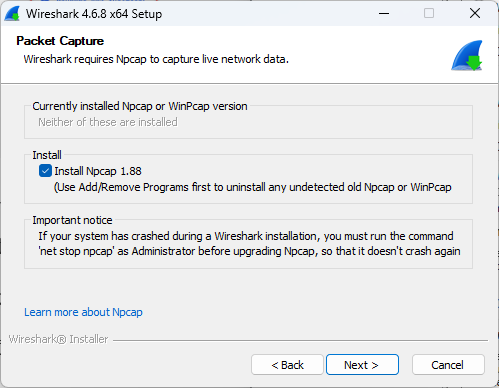 Wireshark 4.6.8 x64 Setup
Packet Capture
Wireshark requires Npcap to capture live network data.
Currently installed Npcap or WinPcap version
Neither of these are installed
Install
Install Npcap 1.88
(Use Add/Remove Programs first to uninstall any undetected old Npcap or WinPcap
Important notice
If your system has crashed during a Wireshark installation, you must run the command
'net stop npcap' as Administrator before upgrading Npcap, so that it doesn't crash again
Learn more about Npcap
Wireshark® Installer
< Back
Next >
Cancel